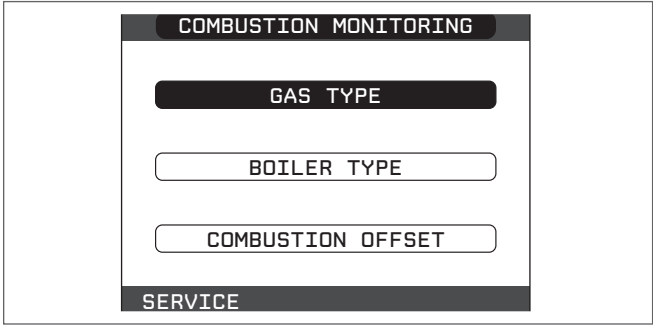 COMBUSTION MONITORING
GAS TYPE
BOILER TYPE
COMBUSTION OFFSET
SERVICE